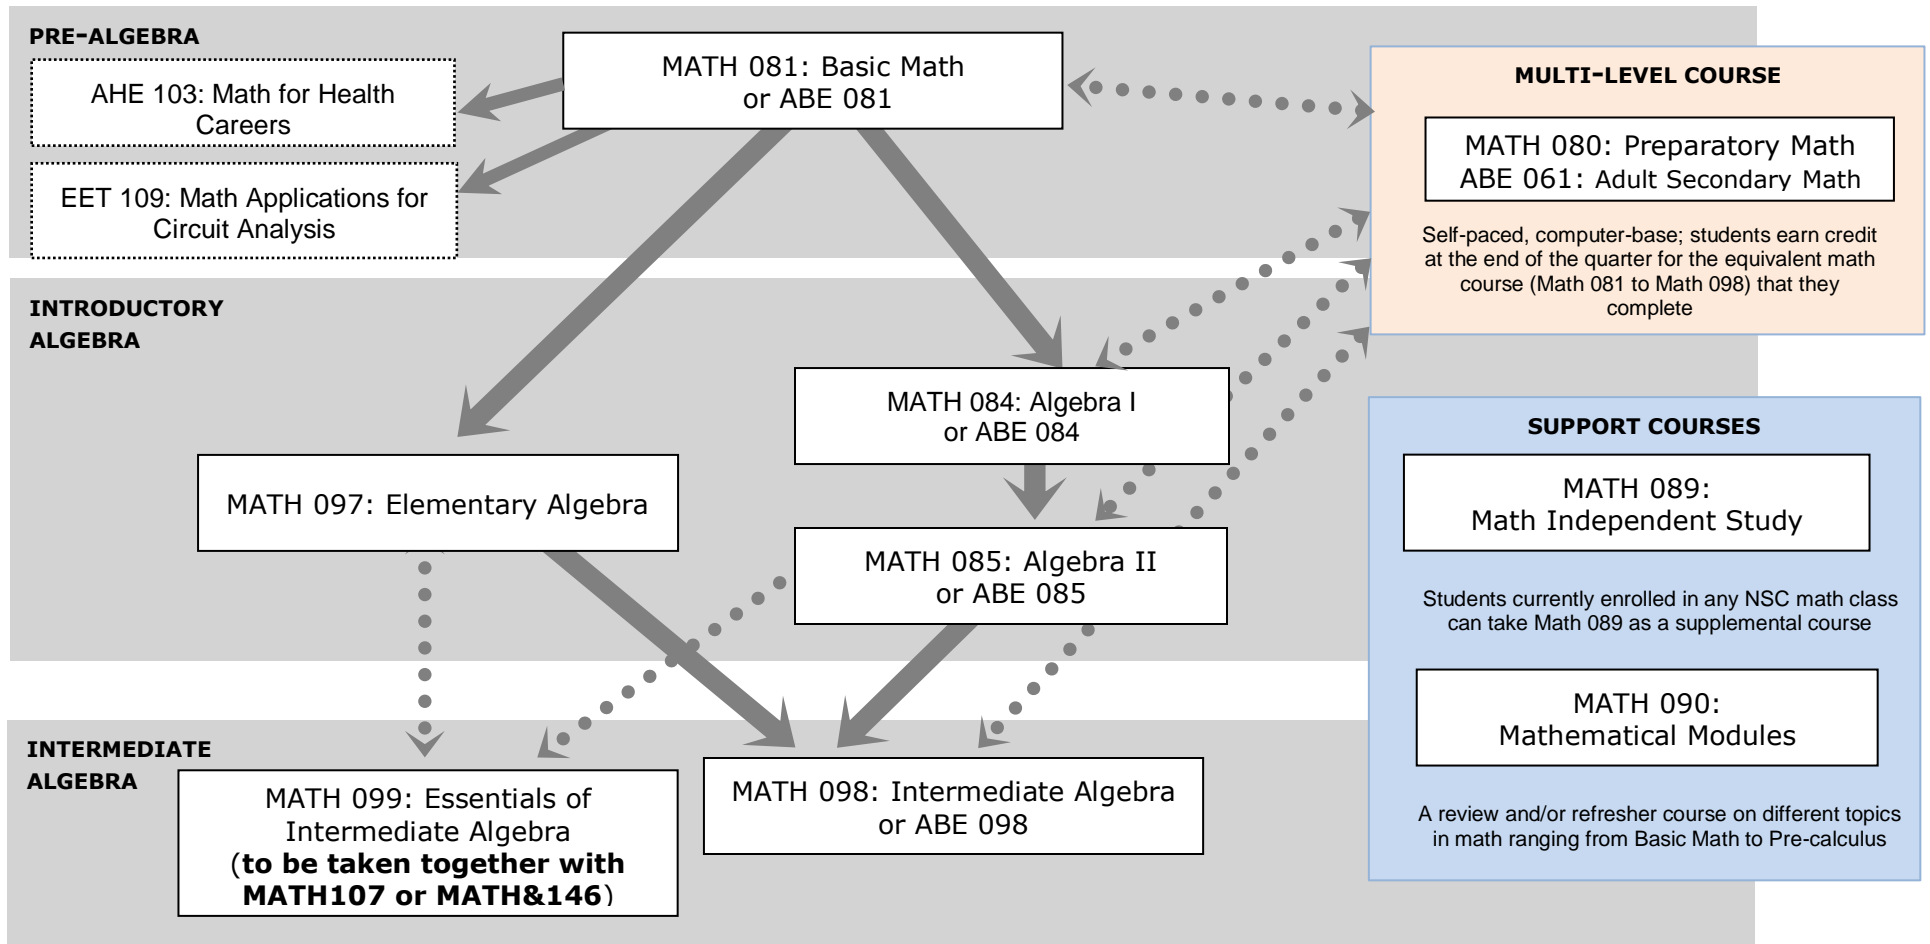 PRE-ALGEBRA
AHE 103: Math for Health
Careers
EET 109: Math Applications for
Circuit Analysis
MATH 081: Basic Math
or ABE 081
MULTI-LEVEL COURSE
MATH 080: Preparatory Math
ABE 061: Adult Secondary Math
Self-paced, computer-base; students earn credit
at the end of the quarter for the equivalent math
course (Math 081 to Math 098) that they
complete
INTRODUCTORY
ALGEBRA
MATH 084: Algebra I
or ABE 084
MATH 097: Elementary Algebra
MATH 085: Algebra II
or ABE 085
SUPPORT COURSES
MATH 089:
Math Independent Study
Students currently enrolled in any NSC math class
can take Math 089 as a supplemental course
MATH 090:
Mathematical Modules
A review and/or refresher course on different topics
in math ranging from Basic Math to Pre-calculus
INTERMEDIATE
ALGEBRA
MATH 099: Essentials of
Intermediate Algebra
(to be taken together with
MATH107 or MATH&146)
MATH 098: Intermediate Algebra
or ABE 098